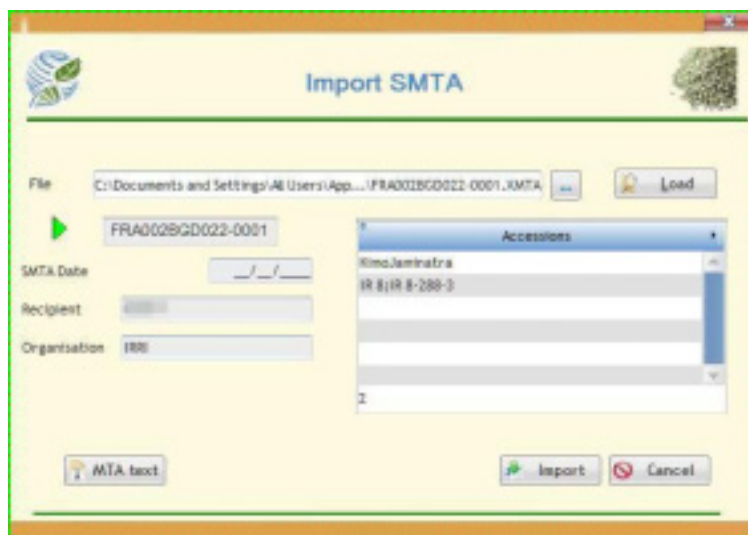 Import SMTA
File C:\Documents and Settings\All Users\App...\FRA002BGD022-0001.XMTA ... Load
FRA002BGD022-0001
Accessions
SMTA Date __/__/____
KimoJaminatra
IR 8;IR 8-288-3
Recipient
Organisation IRRI
MTA text
Import
Cancel